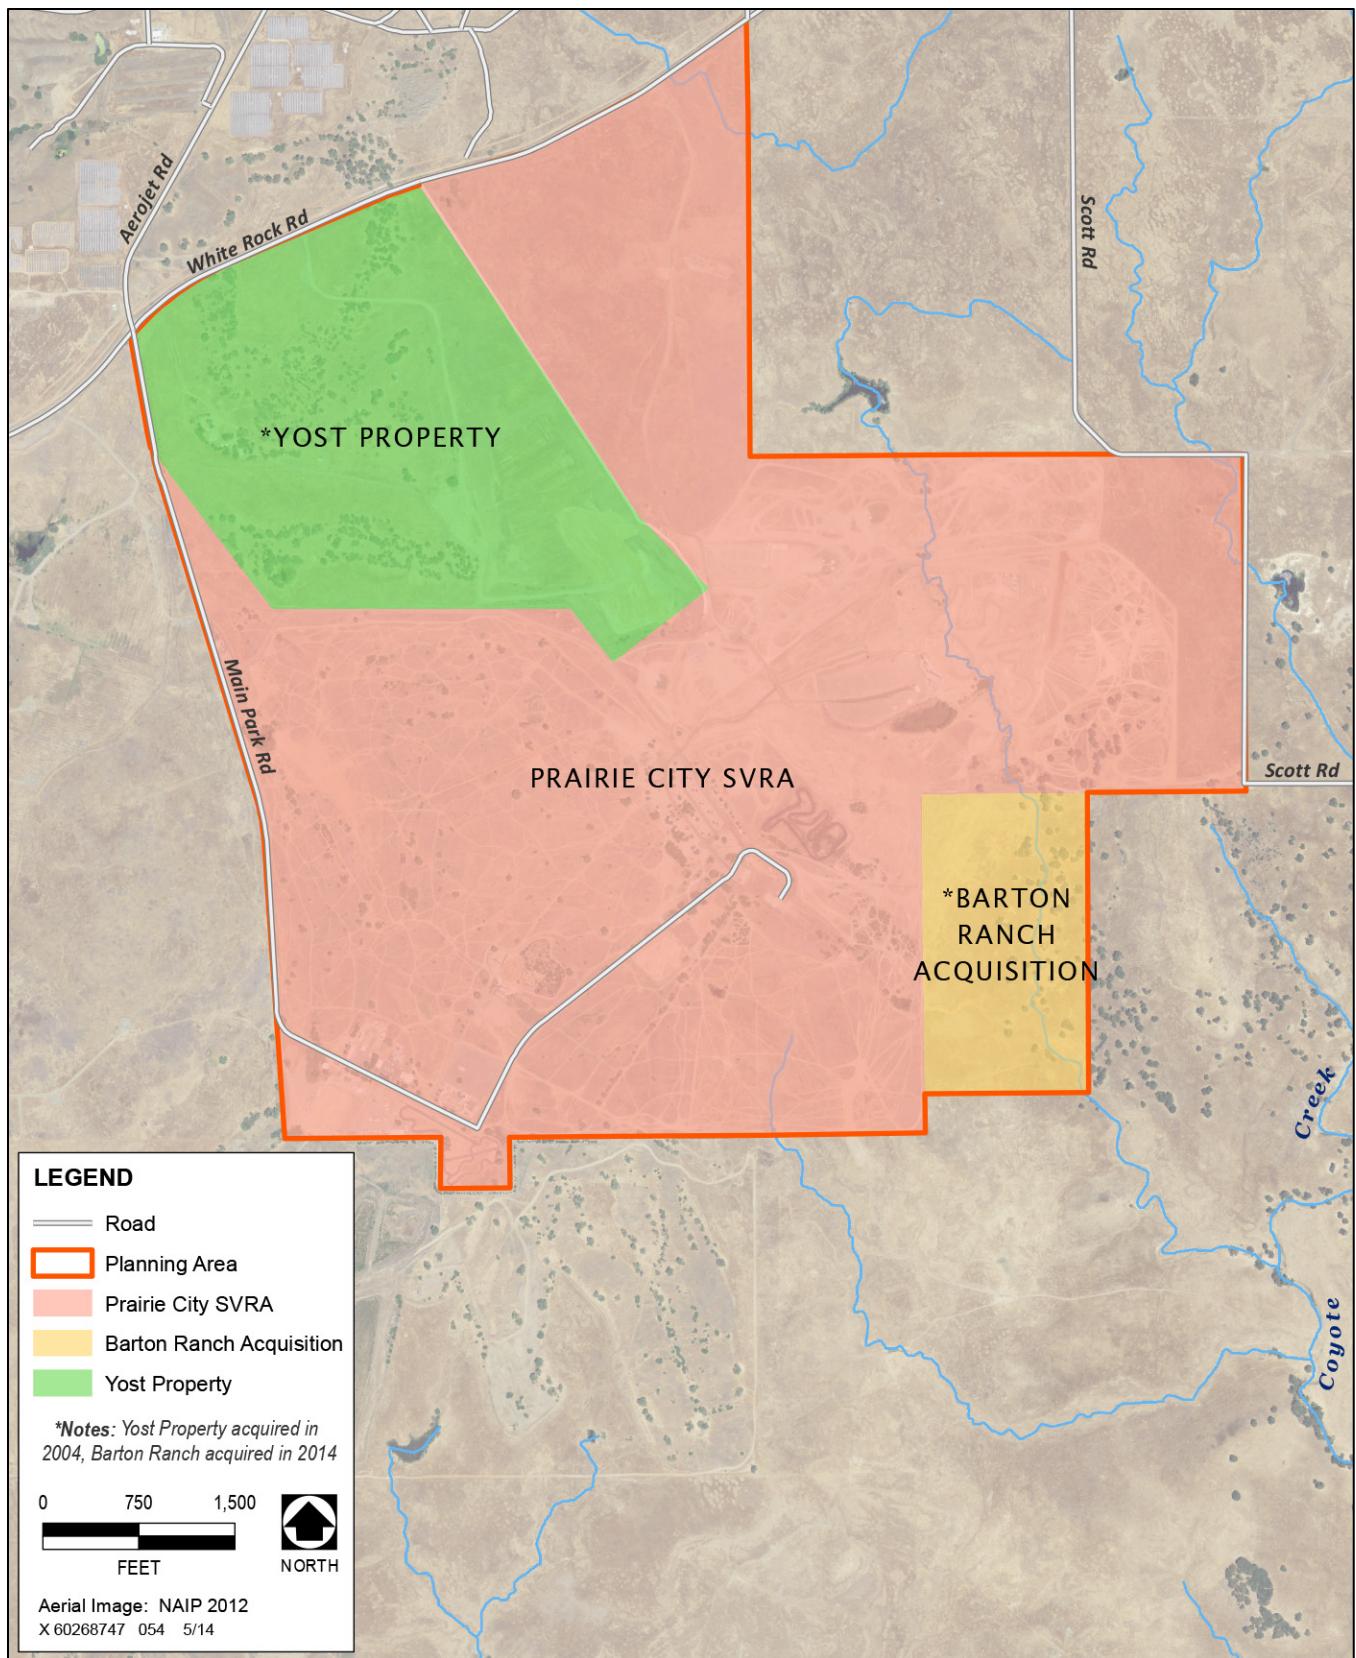 Aerojet Rd
White Rock Rd
Scott Rd
*YOST PROPERTY
Main Park Rd
PRAIRIE CITY SVRA
Scott Rd
*BARTON
RANCH
ACQUISITION
Creek
Coyote
LEGEND
Road
Planning Area
Prairie City SVRA
Barton Ranch Acquisition
Yost Property
*Notes: Yost Property acquired in
2004, Barton Ranch acquired in 2014
0 750 1,500
FEET
NORTH
Aerial Image: NAIP 2012
X 60268747 054 5/14